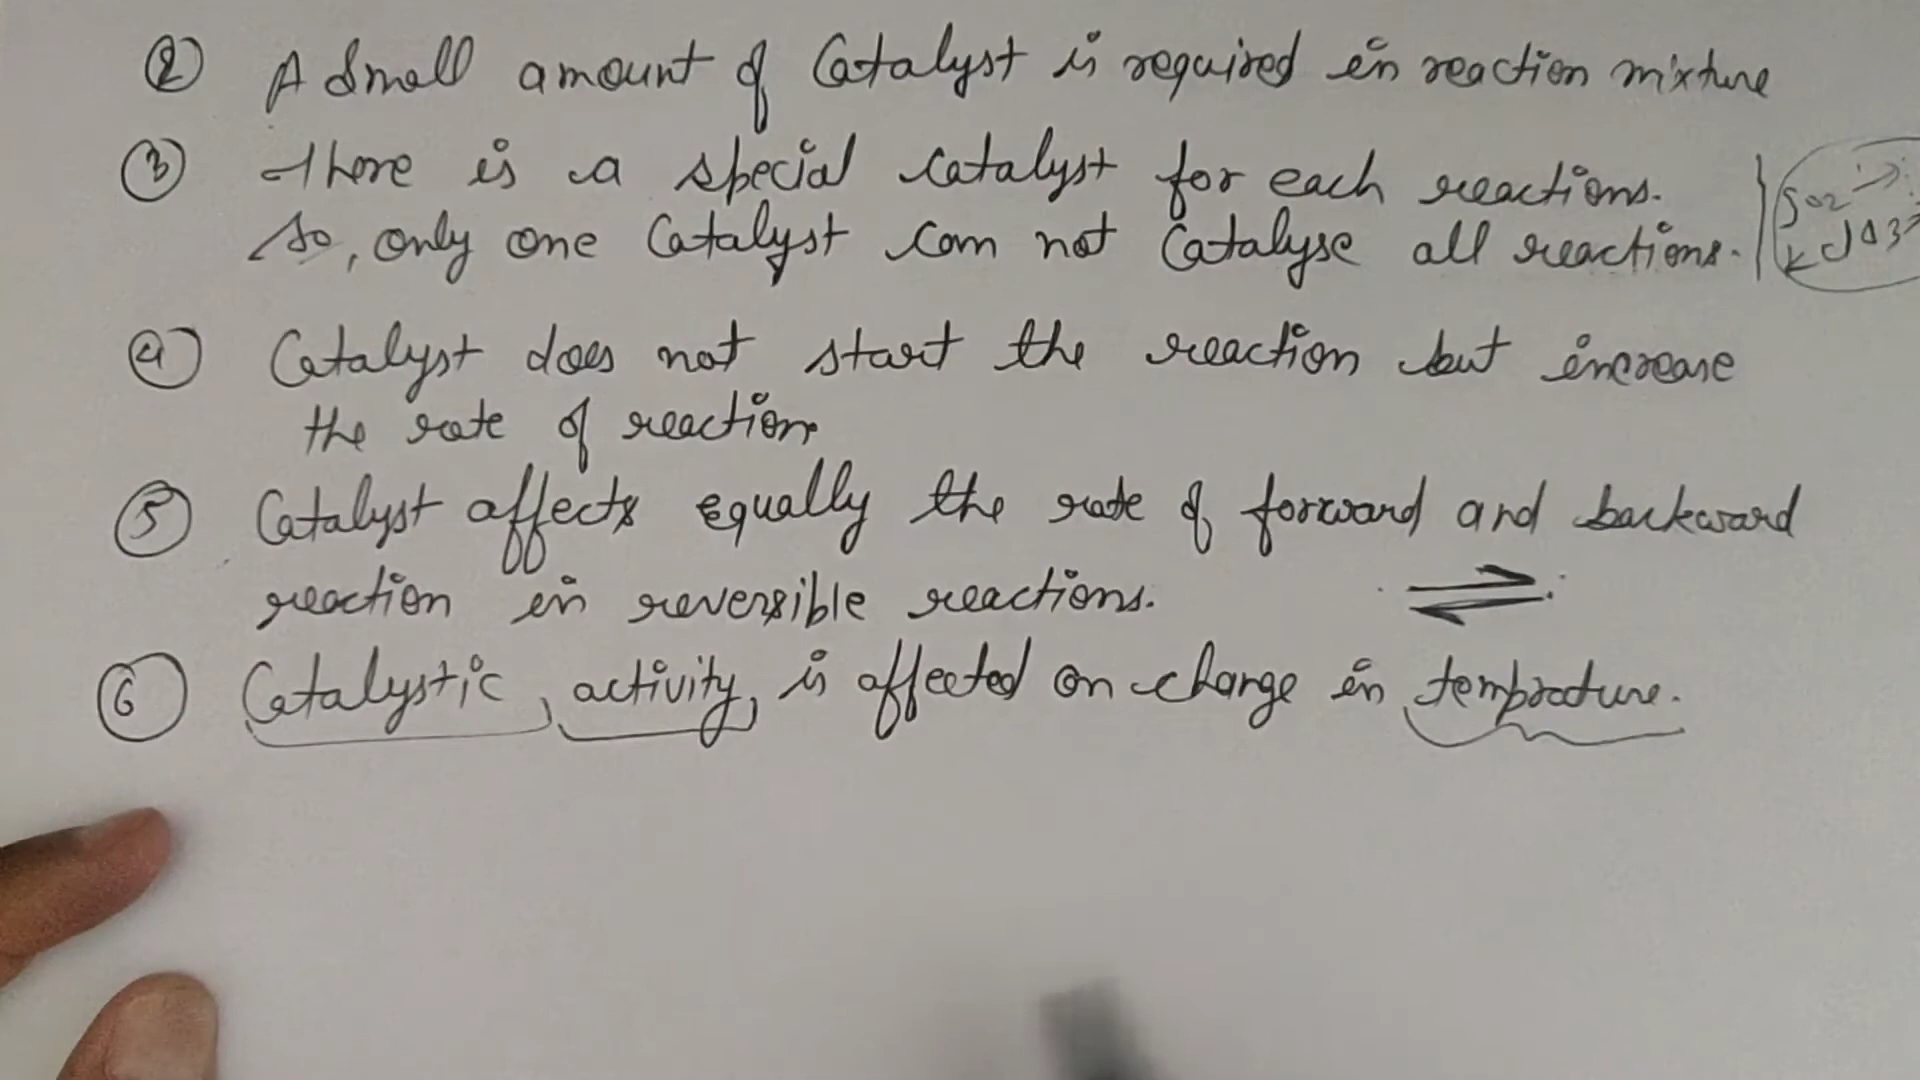 ② A small amount of Catalyst is required in reaction mixture
③ There is a special catalyst for each reactions.
So, only one Catalyst can not Catalyse all reactions.
SO2 →
KClO3
④ Catalyst does not start the reaction but increase
the rate of reaction
⑤ Catalyst affects equally the rate of forward and backward
reaction in reversible reactions. ⇌
⑥ Catalystic activity is affected on change in temprature.